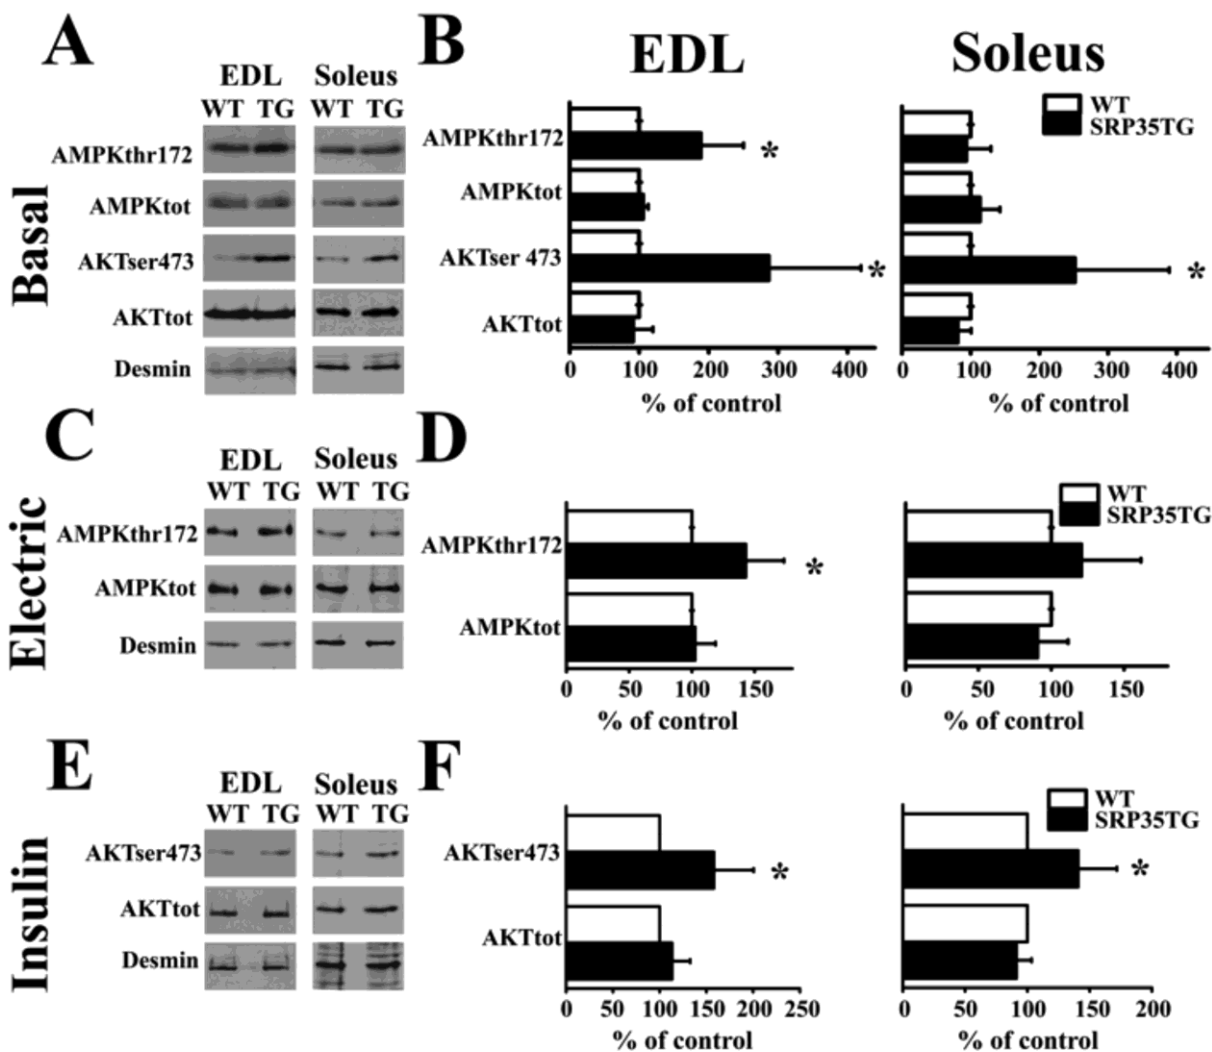 A
EDL Soleus
WT TG WT TG
Basal
AMPKthr172
AMPKtot
AKTser473
AKTtot
Desmin
B
EDL Soleus
WT
SRP35TG
AMPKthr172 *
AMPKtot
AKTser 473 * *
AKTtot
0 100 200 300 400 0 100 200 300 400
% of control % of control
C
EDL Soleus
WT TG WT TG
Electric
AMPKthr172
AMPKtot
Desmin
D
WT
SRP35TG
AMPKthr172 *
AMPKtot
0 50 100 150 0 50 100 150
% of control % of control
E
EDL Soleus
WT TG WT TG
Insulin
AKTser473
AKTtot
Desmin
F
WT
SRP35TG
AKTser473 * *
AKTtot
0 50 100 150 200 250 0 50 100 150 200
% of control % of control